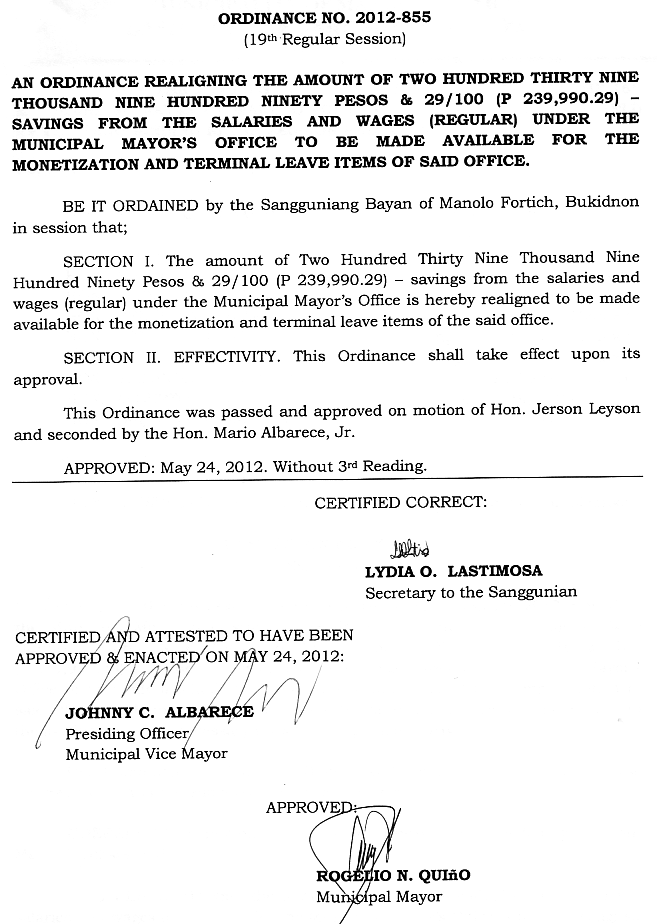 ORDINANCE NO. 2012-855
(19th Regular Session)
AN ORDINANCE REALIGNING THE AMOUNT OF TWO HUNDRED THIRTY NINE
THOUSAND NINE HUNDRED NINETY PESOS & 29/100 (P 239,990.29) –
SAVINGS FROM THE SALARIES AND WAGES (REGULAR) UNDER THE
MUNICIPAL MAYOR'S OFFICE TO BE MADE AVAILABLE FOR THE
MONETIZATION AND TERMINAL LEAVE ITEMS OF SAID OFFICE.
BE IT ORDAINED by the Sangguniang Bayan of Manolo Fortich, Bukidnon
in session that;
SECTION I. The amount of Two Hundred Thirty Nine Thousand Nine
Hundred Ninety Pesos & 29/100 (P 239,990.29) – savings from the salaries and
wages (regular) under the Municipal Mayor's Office is hereby realigned to be made
available for the monetization and terminal leave items of the said office.
SECTION II. EFFECTIVITY. This Ordinance shall take effect upon its
approval.
This Ordinance was passed and approved on motion of Hon. Jerson Leyson
and seconded by the Hon. Mario Albarece, Jr.
APPROVED: May 24, 2012. Without 3rd Reading.
CERTIFIED CORRECT:
LYDIA O. LASTIMOSA
Secretary to the Sanggunian
CERTIFIED AND ATTESTED TO HAVE BEEN
APPROVED & ENACTED ON MAY 24, 2012:
JOHNNY C. ALBARECE
Presiding Officer
Municipal Vice Mayor
APPROVED:
ROGELIO N. QUIñO
Municipal Mayor